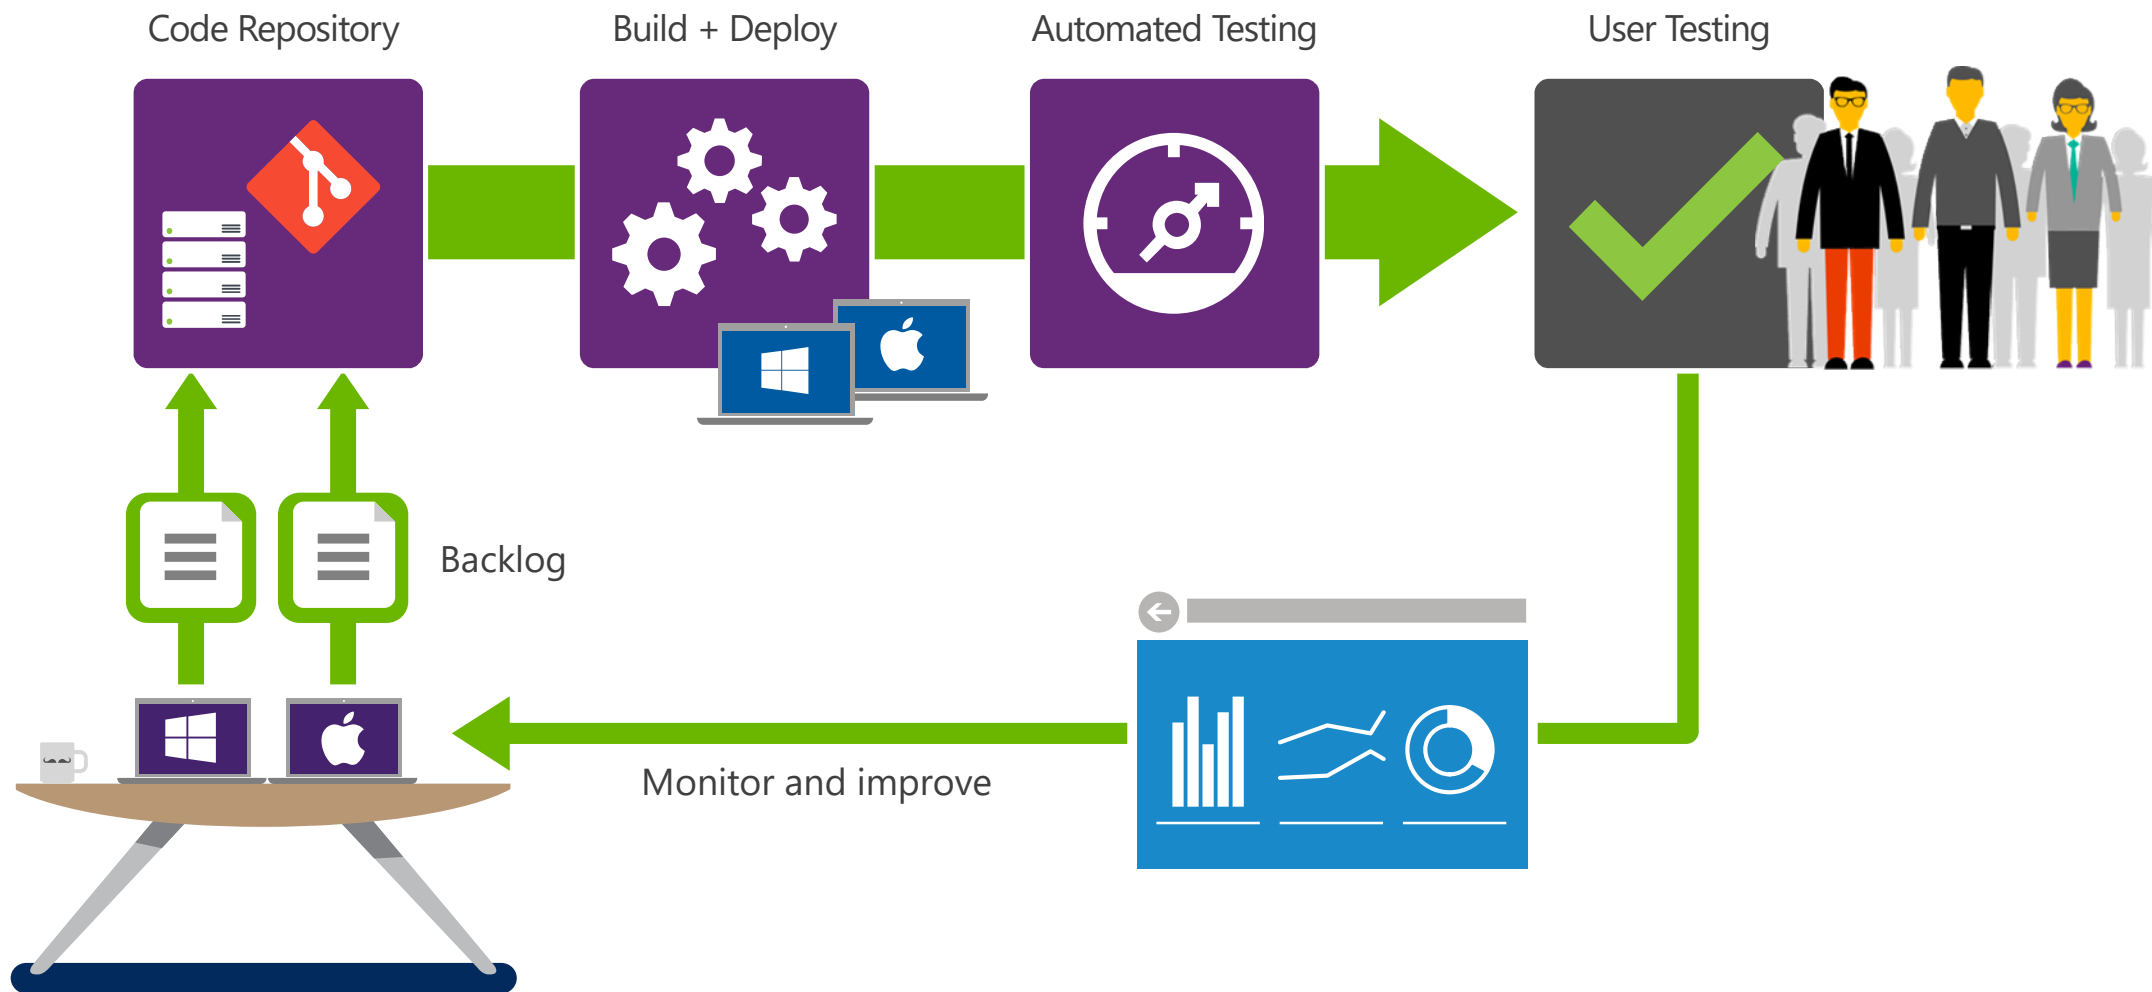 Code Repository
Build + Deploy
Automated Testing
User Testing
Backlog
Monitor and improve